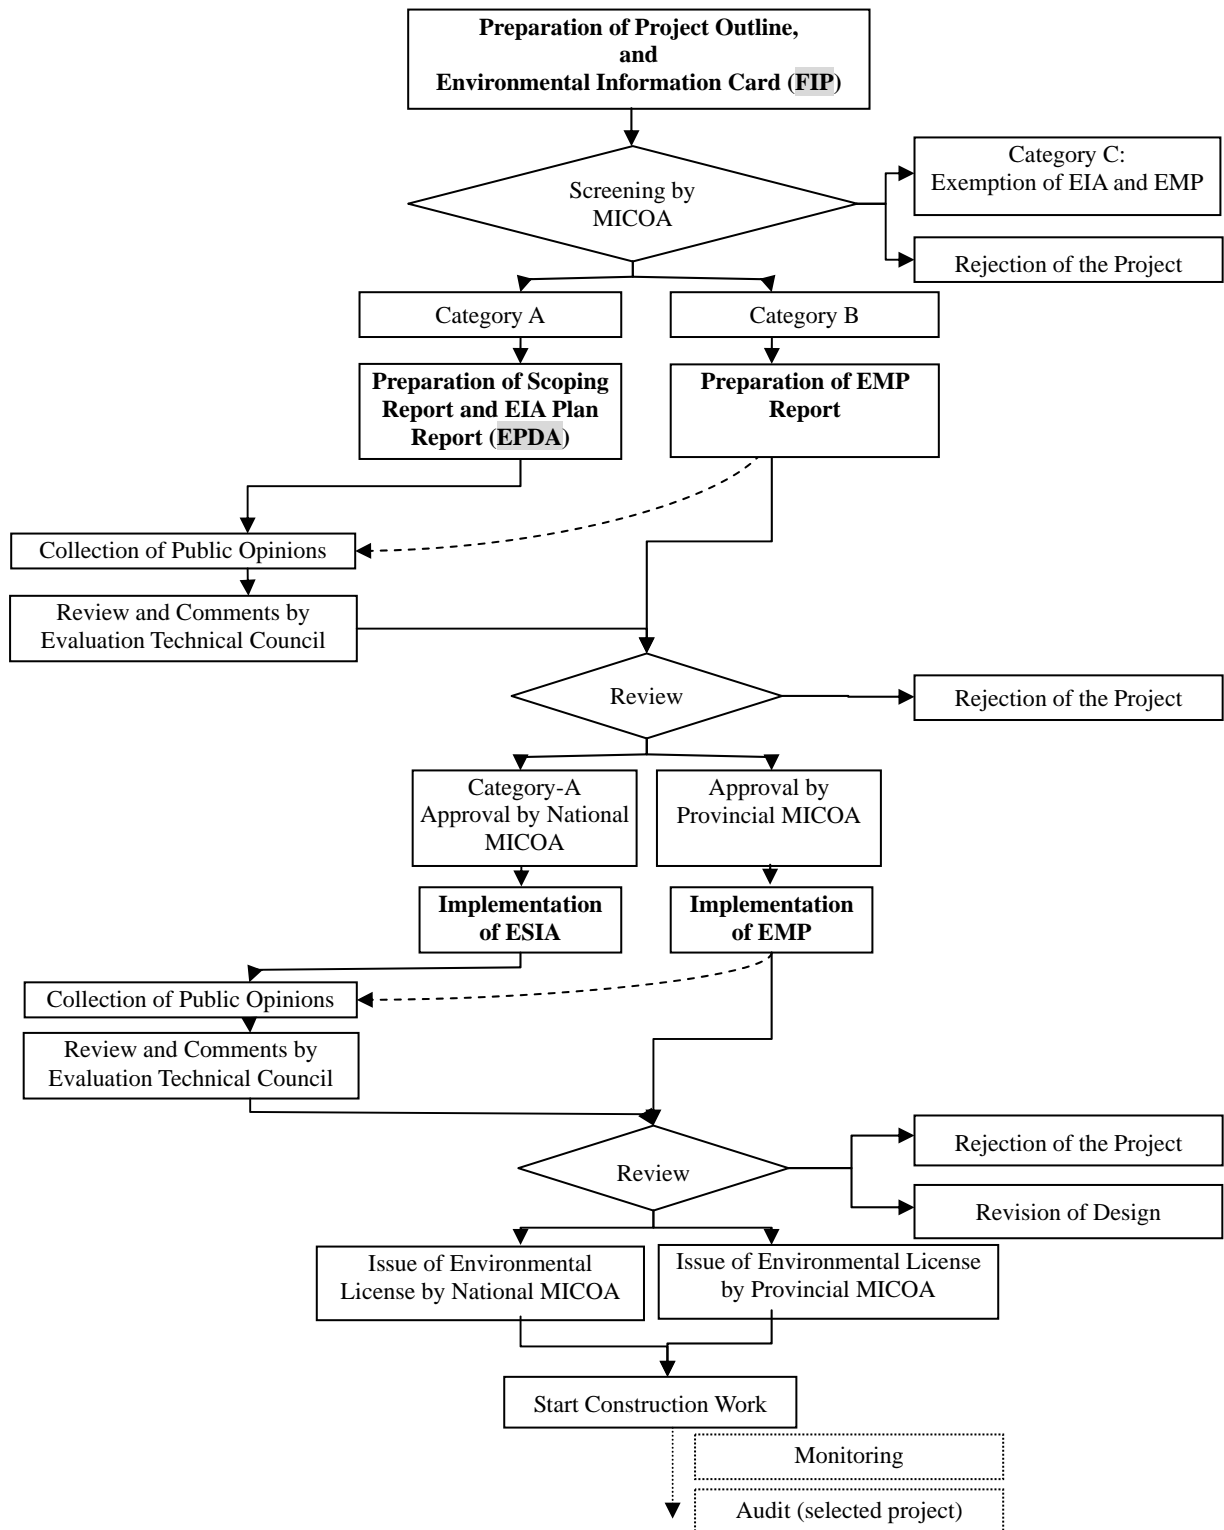 Preparation of Project Outline,
and
Environmental Information Card (FIP)
Screening by
MICOA
Category C:
Exemption of EIA and EMP
Rejection of the Project
Category A
Category B
Preparation of Scoping
Report and EIA Plan
Report (EPDA)
Preparation of EMP
Report
Collection of Public Opinions
Review and Comments by
Evaluation Technical Council
Review
Rejection of the Project
Category-A
Approval by National
MICOA
Approval by
Provincial MICOA
Implementation
of ESIA
Implementation
of EMP
Collection of Public Opinions
Review and Comments by
Evaluation Technical Council
Review
Rejection of the Project
Revision of Design
Issue of Environmental
License by National MICOA
Issue of Environmental License
by Provincial MICOA
Start Construction Work
Monitoring
Audit (selected project)